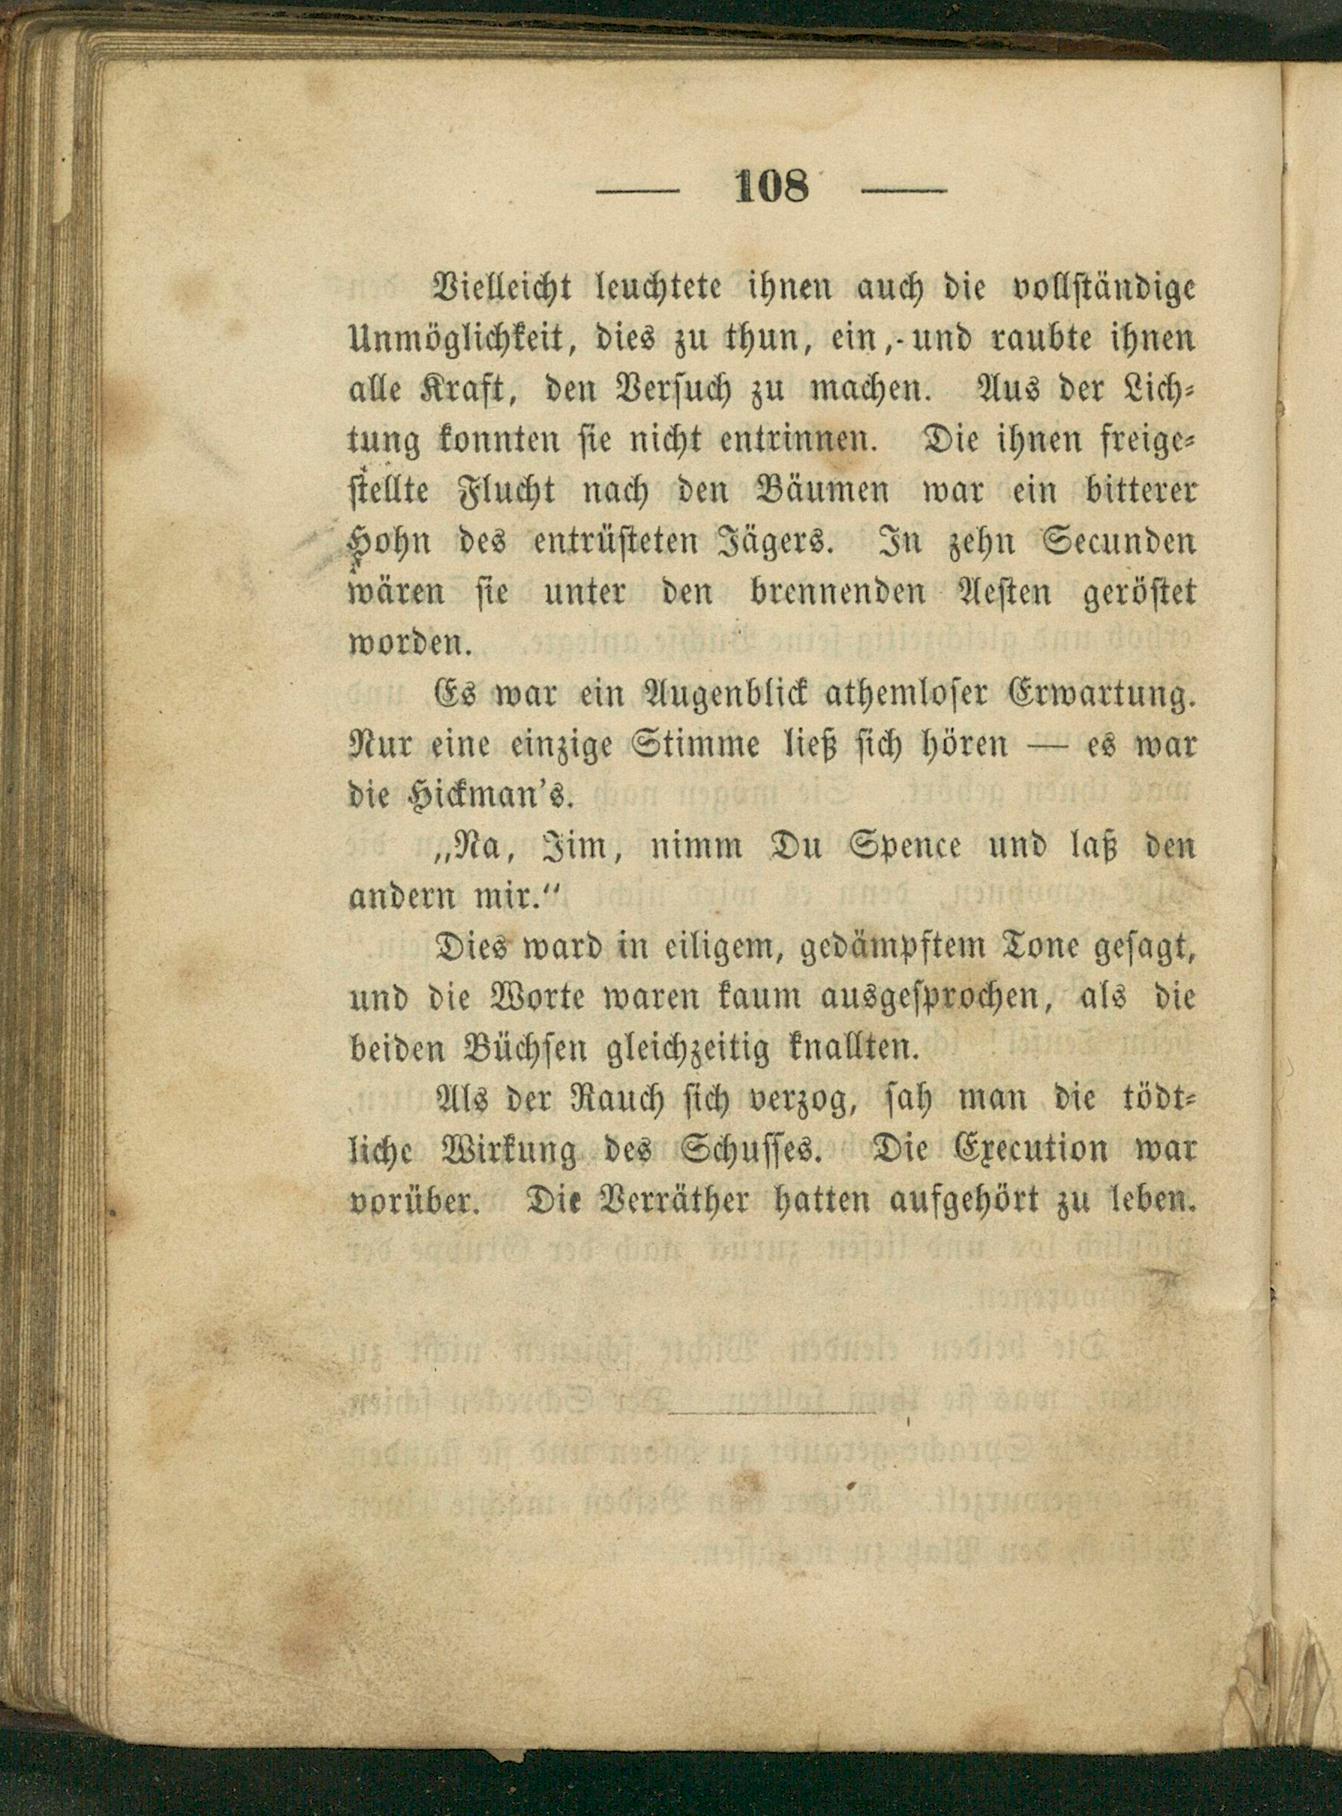 — 108 —
Vielleicht leuchtete ihnen auch die vollständige
Unmöglichkeit, dies zu thun, ein, und raubte ihnen
alle Kraft, den Versuch zu machen. Aus der Lich-
tung konnten sie nicht entrinnen. Die ihnen freige-
stellte Flucht nach den Bäumen war ein bitterer
Hohn des entrüsteten Jägers. In zehn Secunden
wären sie unter den brennenden Aesten geröstet
worden.
Es war ein Augenblick athemloser Erwartung.
Nur eine einzige Stimme ließ sich hören — es war
die Hickman's.
„Na, Jim, nimm Du Spence und laß den
andern mir.“
Dies ward in eiligem, gedämpftem Tone gesagt,
und die Worte waren kaum ausgesprochen, als die
beiden Büchsen gleichzeitig knallten.
Als der Rauch sich verzog, sah man die tödt-
liche Wirkung des Schusses. Die Execution war
vorüber. Die Verräther hatten aufgehört zu leben.